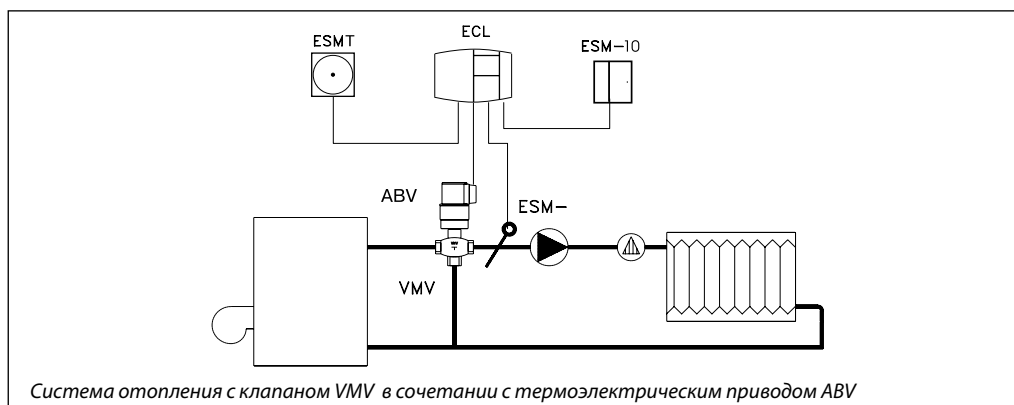 ESMT
ECL
ESM-10
ABV
ESM-
VMV
Система отопления с клапаном VMV в сочетании с термоэлектрическим приводом ABV